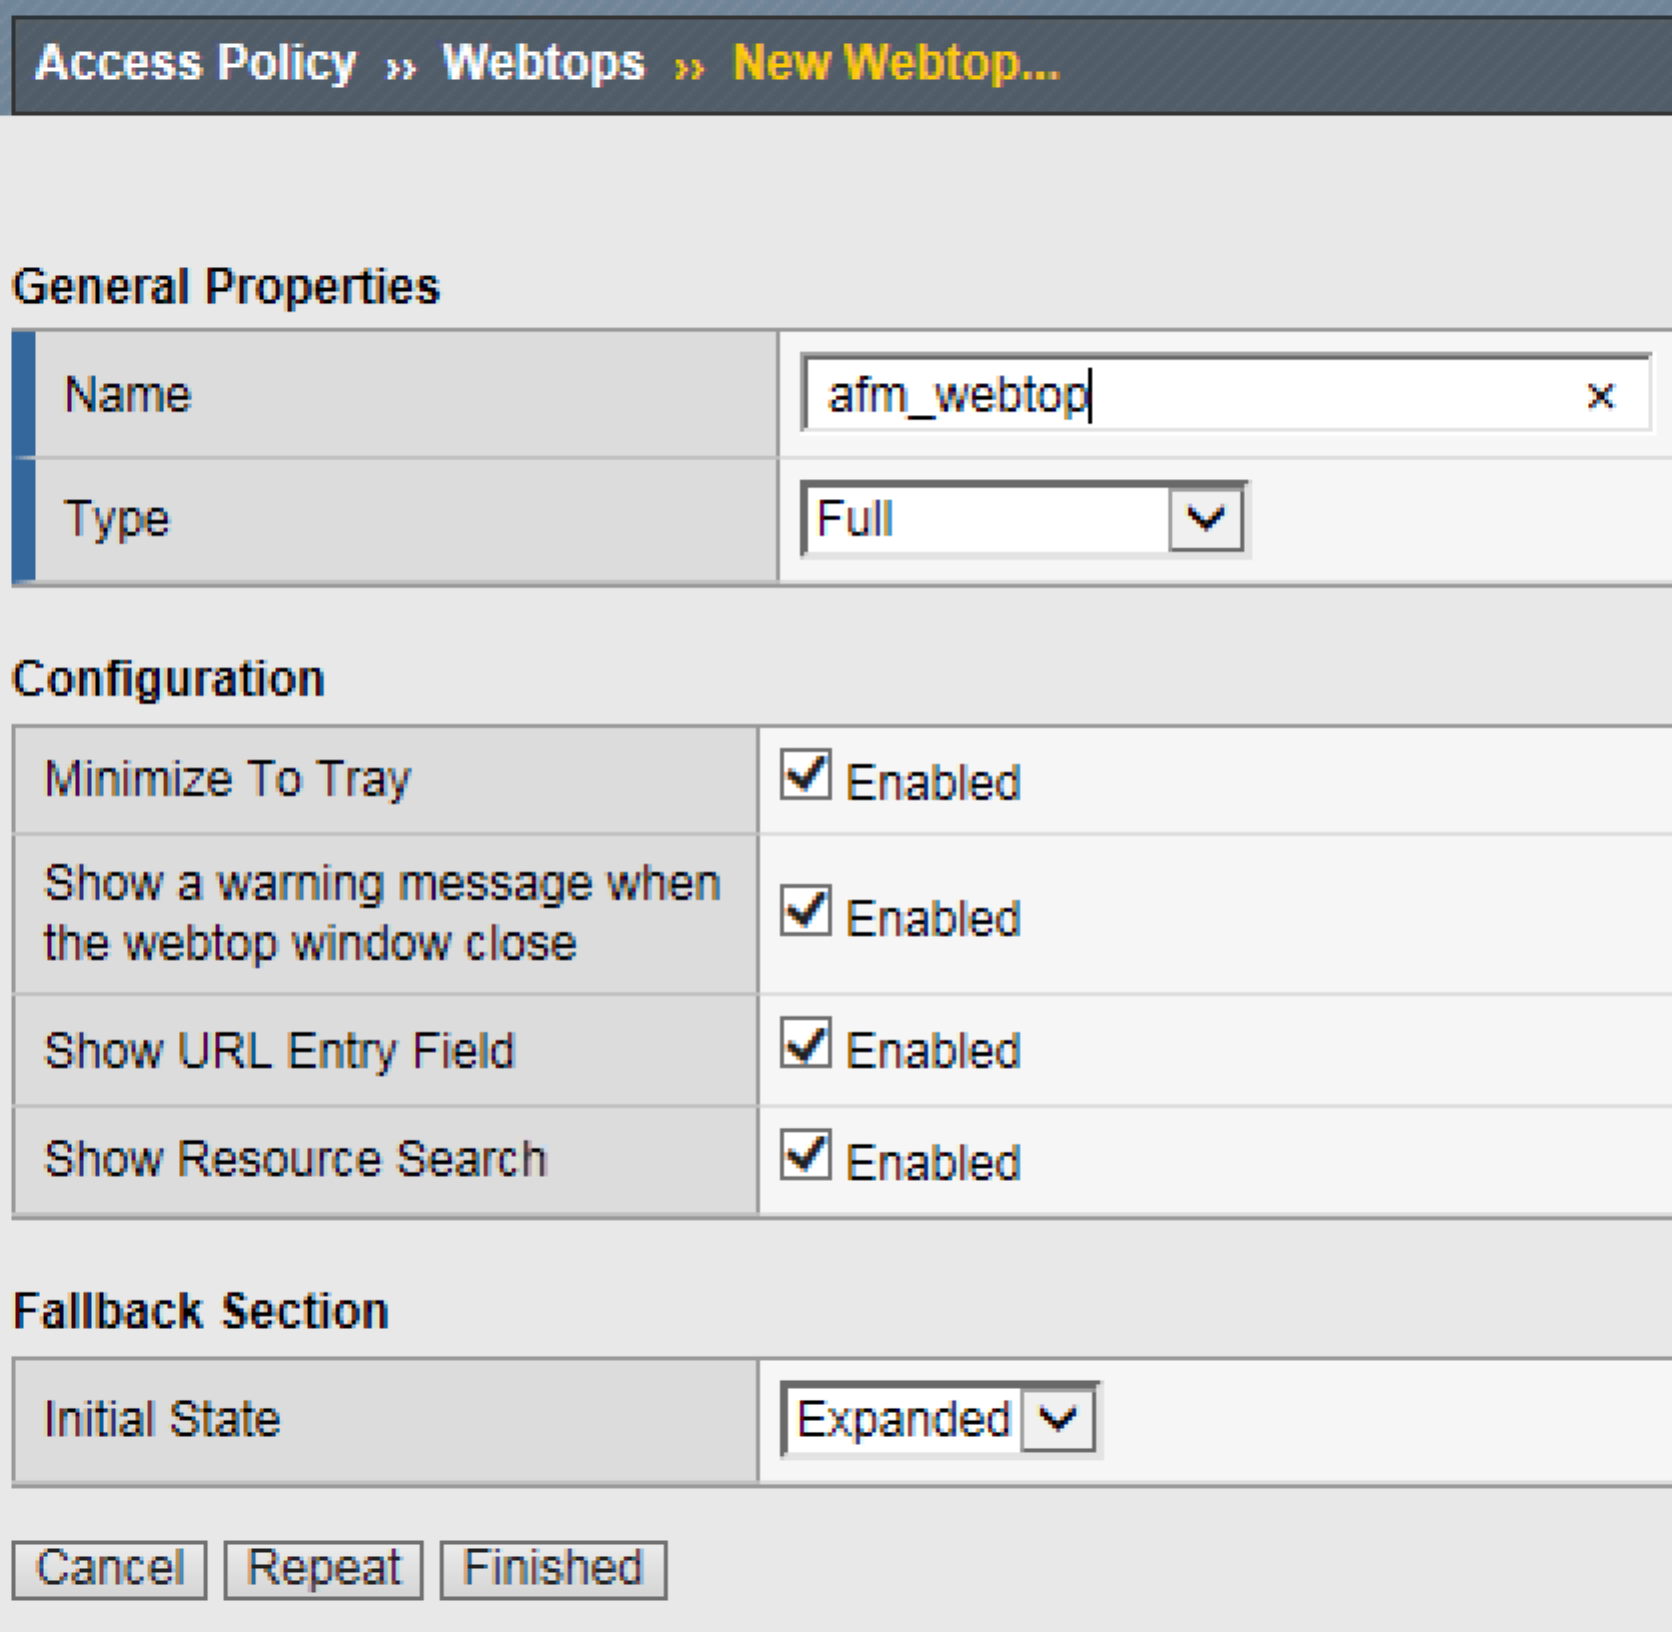 Access Policy ›› Webtops ›› New Webtop...
General Properties
Name afm_webtop ×
Type Full
Configuration
Minimize To Tray Enabled
Show a warning message when
the webtop window close Enabled
Show URL Entry Field Enabled
Show Resource Search Enabled
Fallback Section
Initial State Expanded
Cancel Repeat Finished